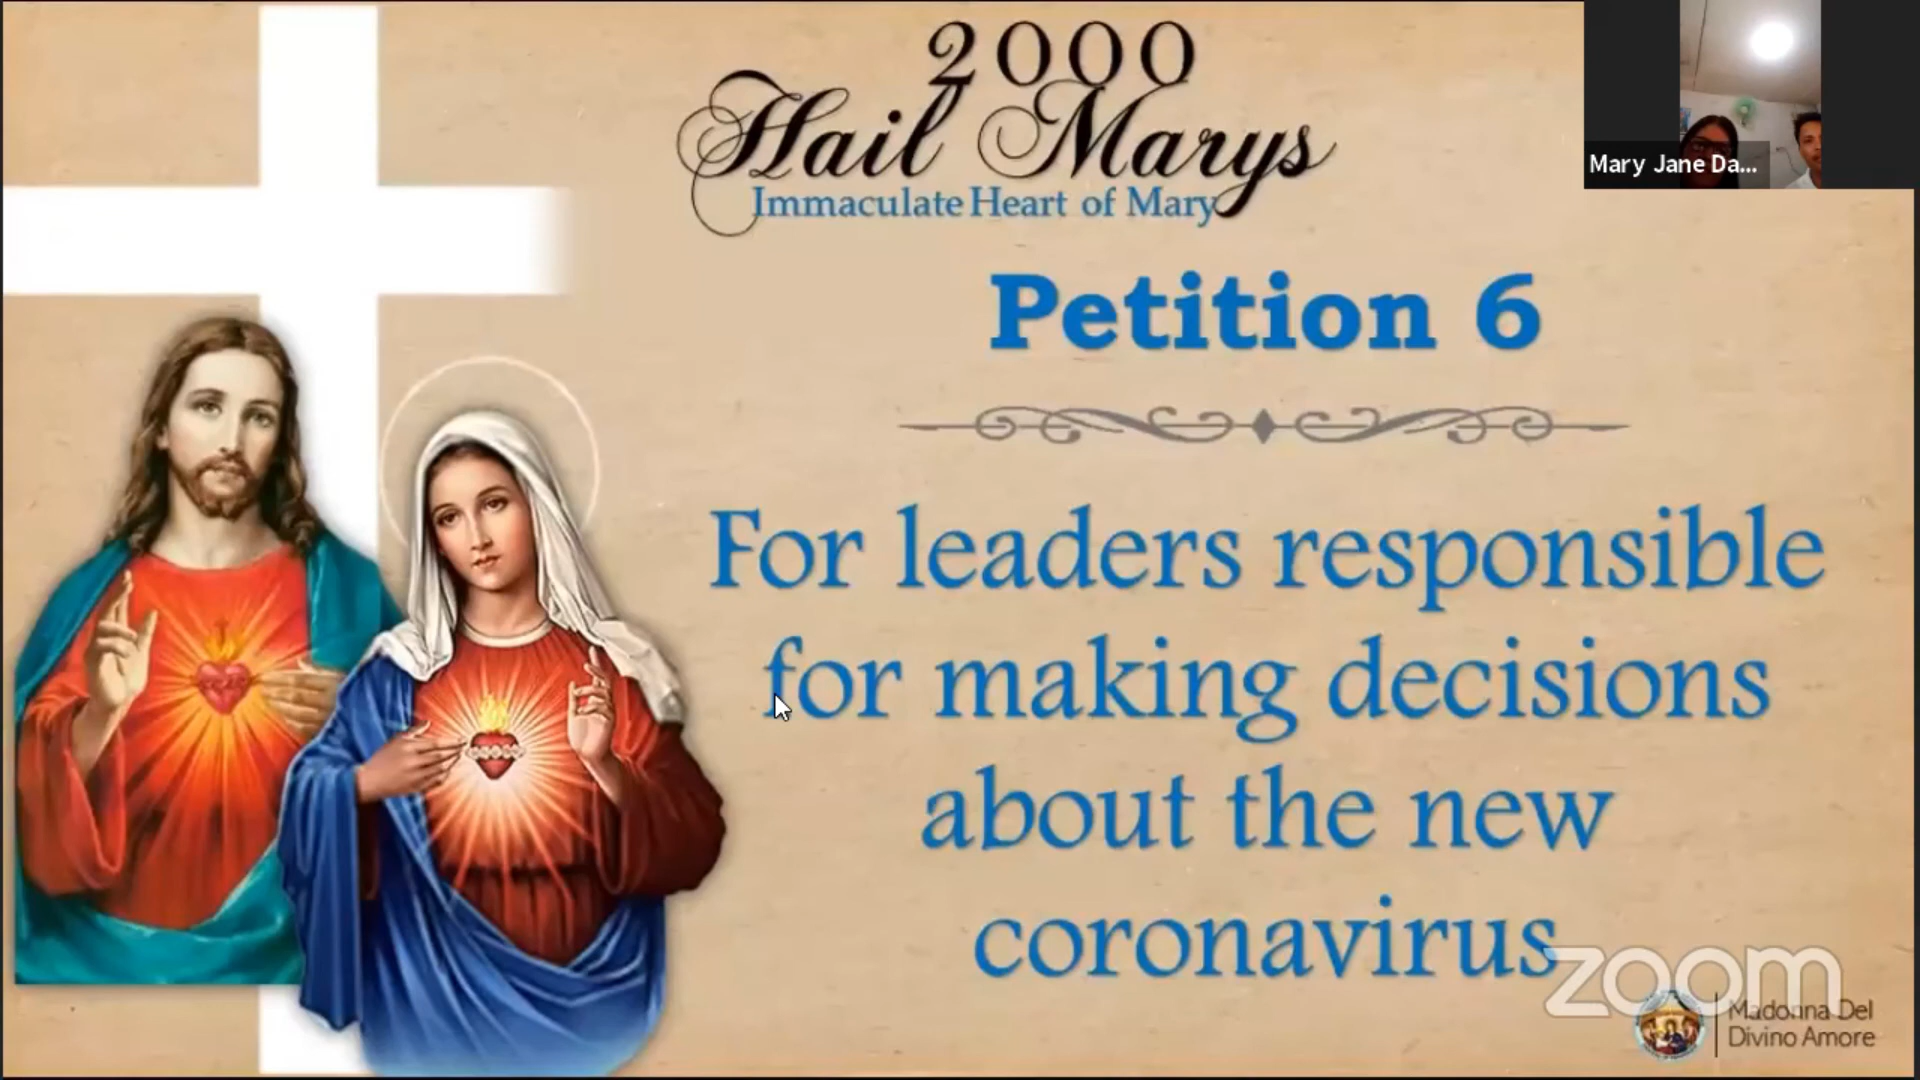 2000
Hail Marys
Immaculate Heart of Mary
Mary Jane Da...
Petition 6
For leaders responsible
for making decisions
about the new
coronavirus
zoom
Madonna Del
Divino Amore